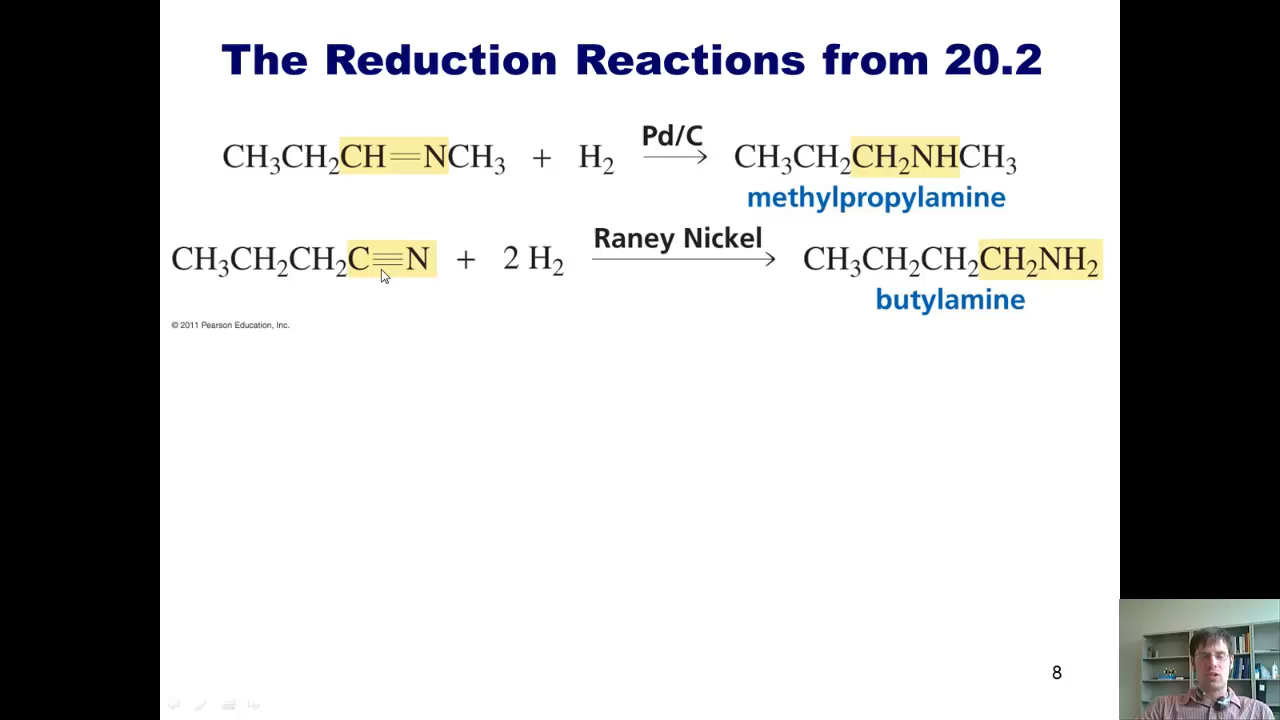 The Reduction Reactions from 20.2
CH₃CH₂CH=NCH₃ + H₂ Pd/C → CH₃CH₂CH₂NHCH₃
methylpropylamine
CH₃CH₂CH₂C≡N + 2 H₂ Raney Nickel → CH₃CH₂CH₂CH₂NH₂
butylamine
© 2011 Pearson Education, Inc.
8